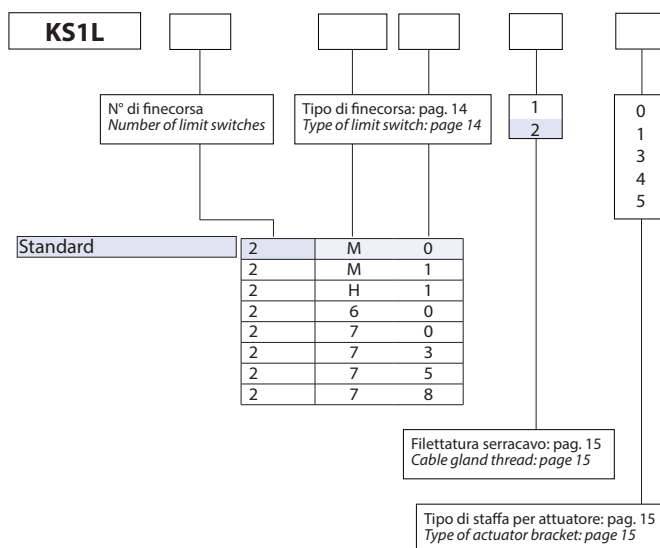 KS1L
N° di finecorsa
Number of limit switches
Tipo di finecorsa: pag. 14
Type of limit switch: page 14
1
2
0
1
3
4
5
Standard
2 M 0
2 M 1
2 H 1
2 6 0
2 7 0
2 7 3
2 7 5
2 7 8
Filettatura serracavo: pag. 15
Cable gland thread: page 15
Tipo di staffa per attuatore: pag. 15
Type of actuator bracket: page 15